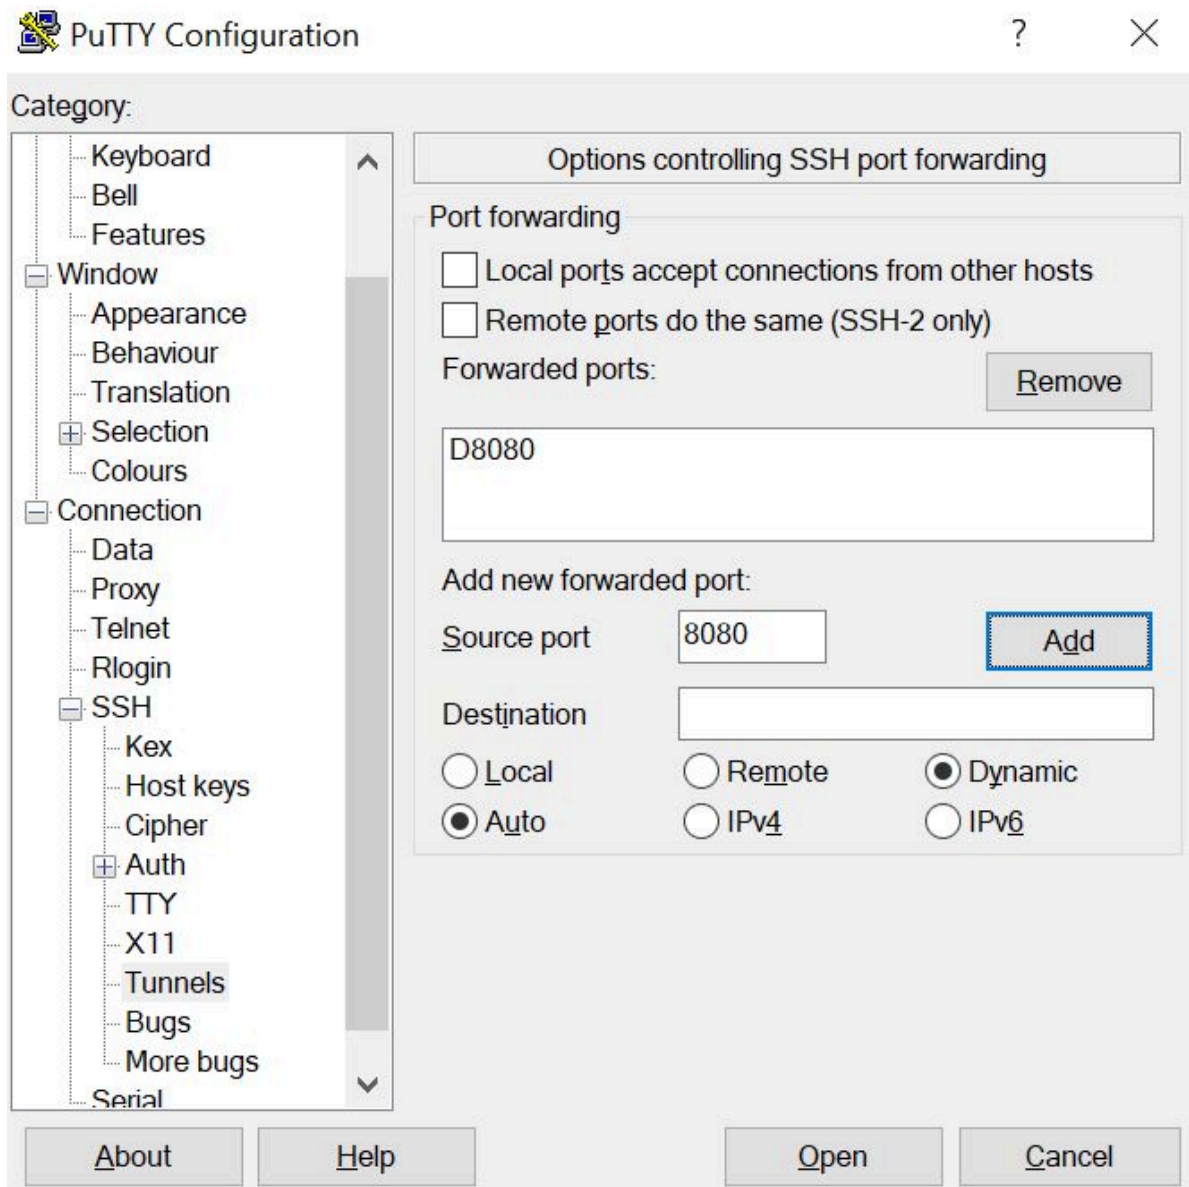 PuTTY Configuration
?
Category:
Keyboard
Bell
Features
Window
Appearance
Behaviour
Translation
Selection
Colours
Connection
Data
Proxy
Telnet
Rlogin
SSH
Kex
Host keys
Cipher
Auth
TTY
X11
Tunnels
Bugs
More bugs
Serial
Options controlling SSH port forwarding
Port forwarding
Local ports accept connections from other hosts
Remote ports do the same (SSH-2 only)
Forwarded ports:
Remove
D8080
Add new forwarded port:
Source port
8080
Add
Destination
Local
Remote
Dynamic
Auto
IPv4
IPv6
About
Help
Open
Cancel